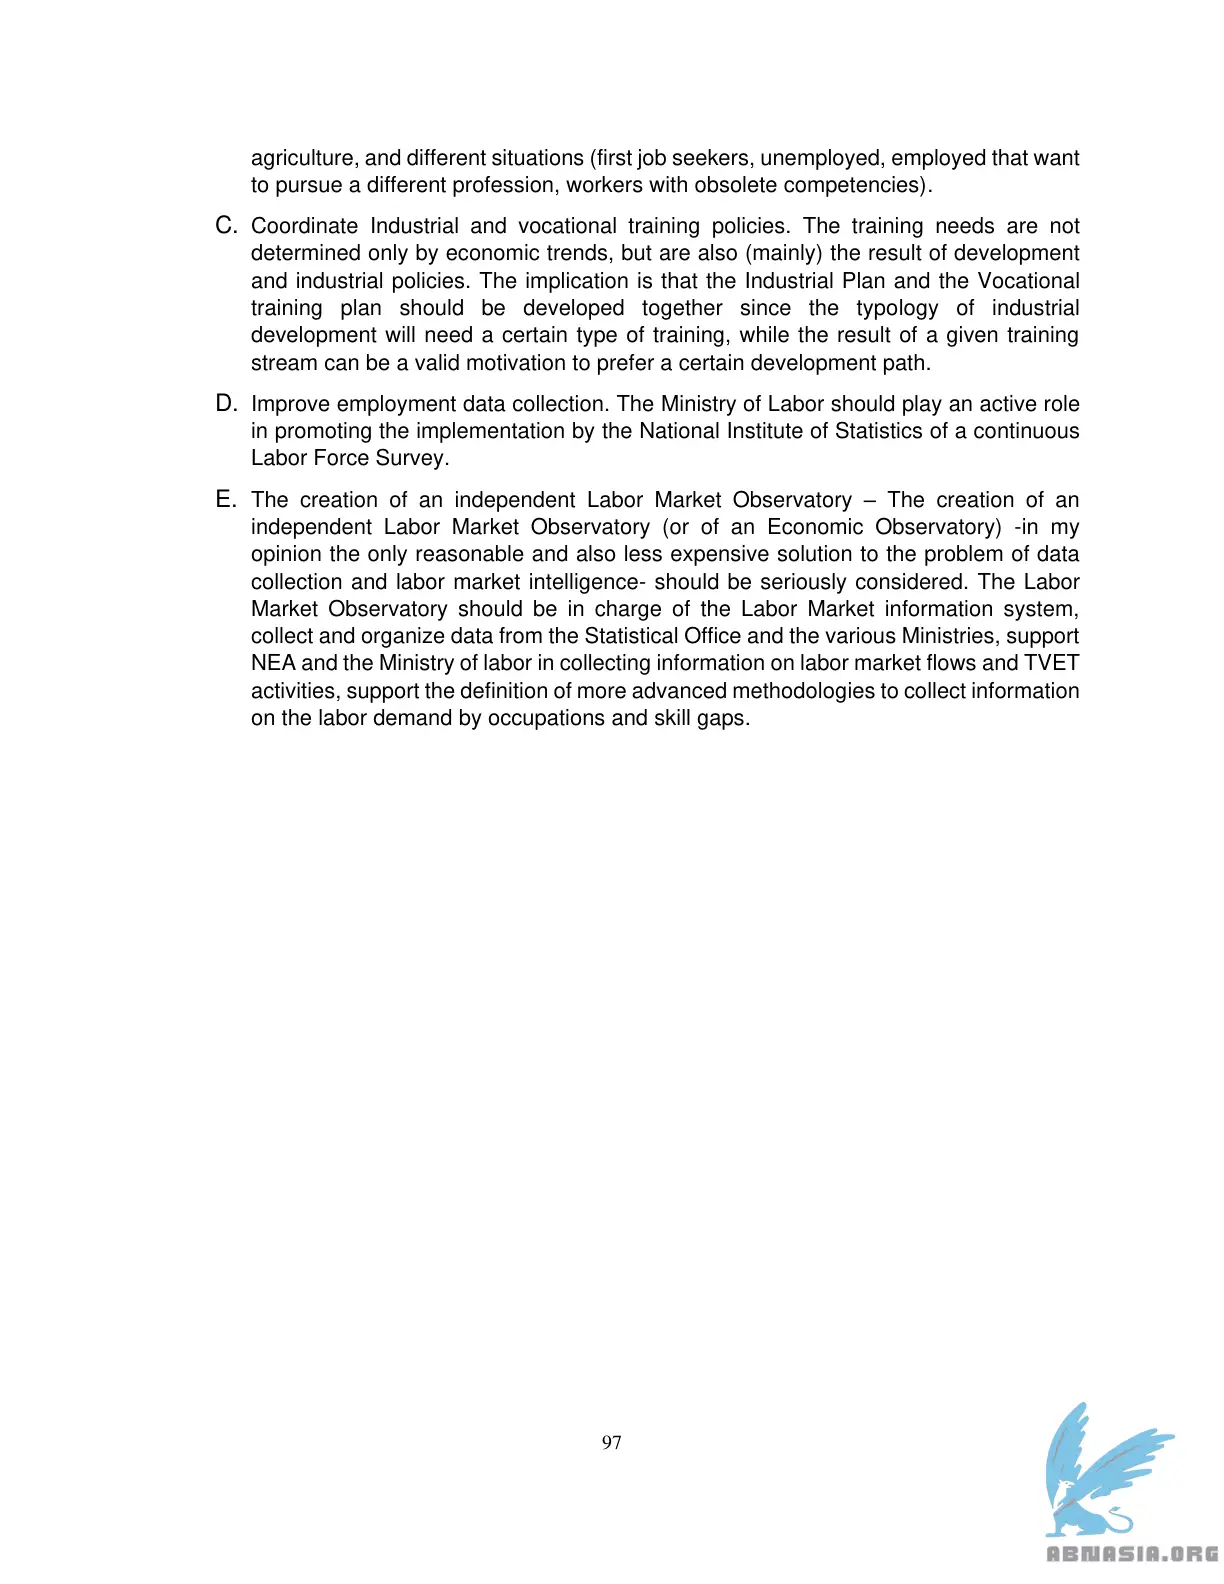 agriculture, and different situations (first job seekers, unemployed, employed that want
to pursue a different profession, workers with obsolete competencies).
C. Coordinate Industrial and vocational training policies. The training needs are not
determined only by economic trends, but are also (mainly) the result of development
and industrial policies. The implication is that the Industrial Plan and the Vocational
training plan should be developed together since the typology of industrial
development will need a certain type of training, while the result of a given training
stream can be a valid motivation to prefer a certain development path.
D. Improve employment data collection. The Ministry of Labor should play an active role
in promoting the implementation by the National Institute of Statistics of a continuous
Labor Force Survey.
E. The creation of an independent Labor Market Observatory – The creation of an
independent Labor Market Observatory (or of an Economic Observatory) -in my
opinion the only reasonable and also less expensive solution to the problem of data
collection and labor market intelligence- should be seriously considered. The Labor
Market Observatory should be in charge of the Labor Market information system,
collect and organize data from the Statistical Office and the various Ministries, support
NEA and the Ministry of labor in collecting information on labor market flows and TVET
activities, support the definition of more advanced methodologies to collect information
on the labor demand by occupations and skill gaps.
97
ABNASIA.ORG